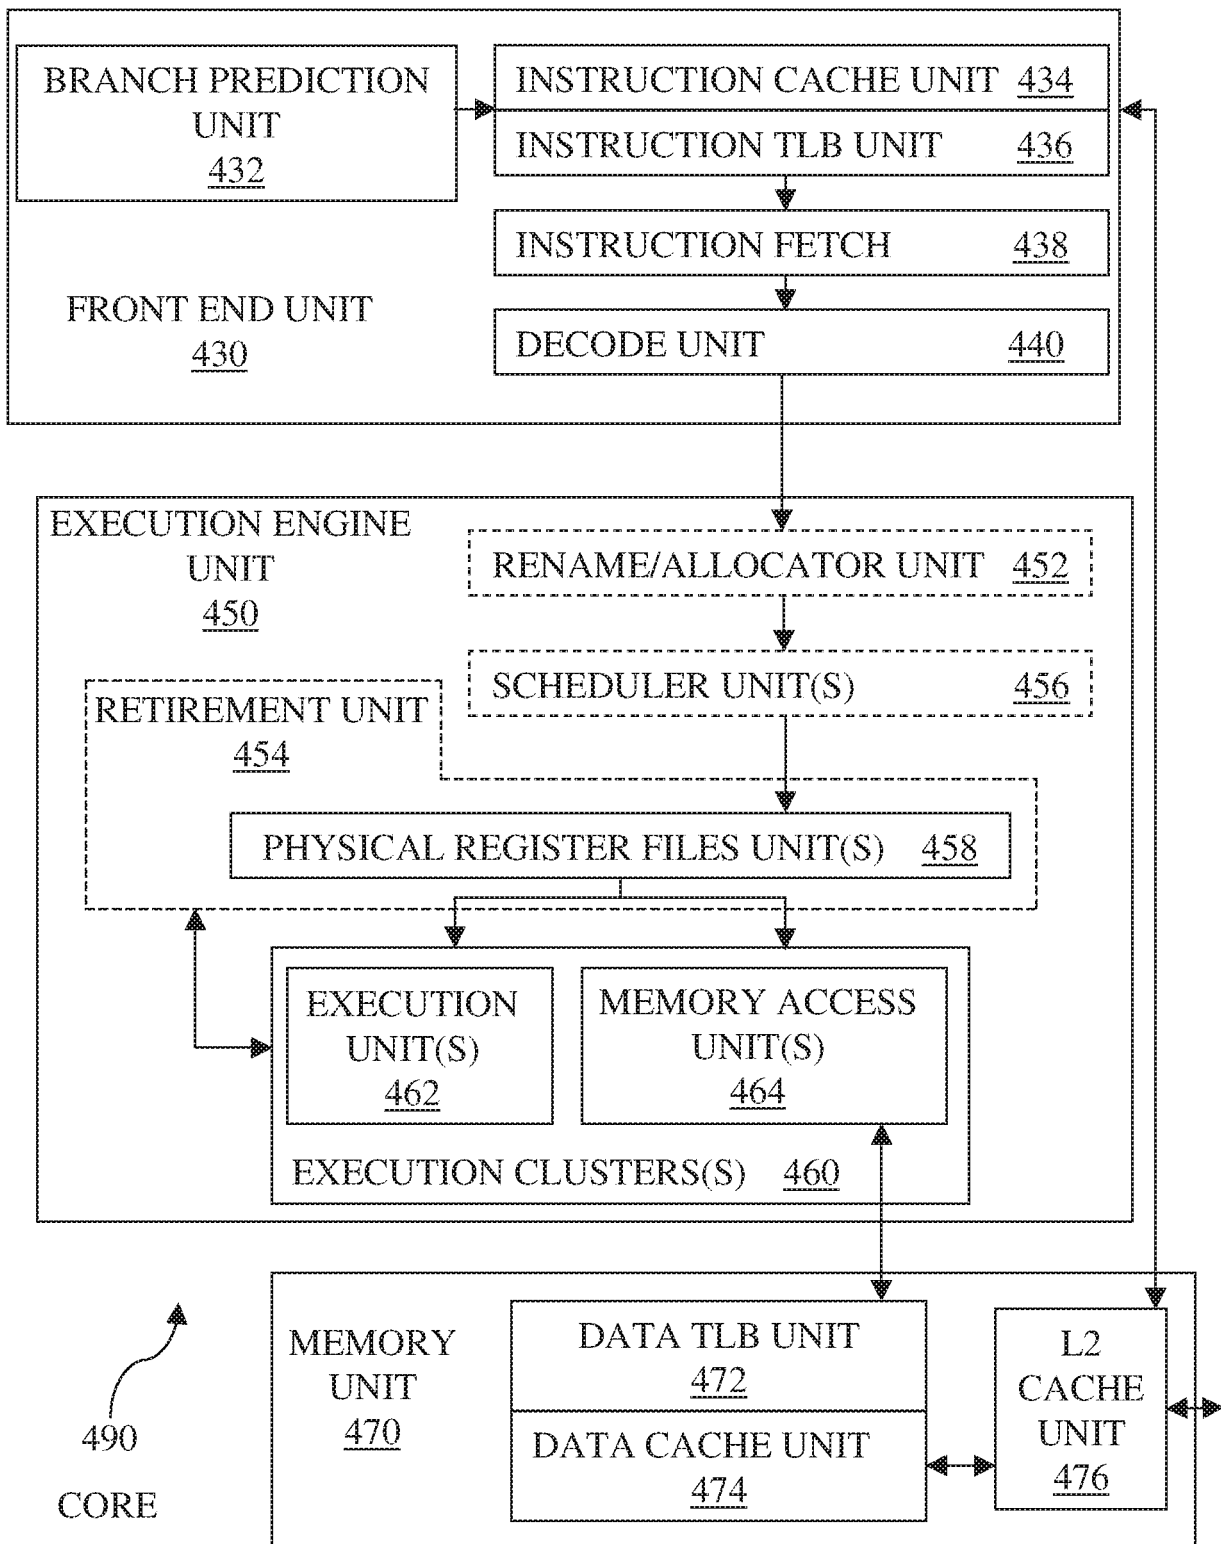 BRANCH PREDICTION
UNIT
432
INSTRUCTION CACHE UNIT 434
INSTRUCTION TLB UNIT 436
INSTRUCTION FETCH 438
FRONT END UNIT
430
DECODE UNIT 440
EXECUTION ENGINE
UNIT
450
RENAME/ALLOCATOR UNIT 452
SCHEDULER UNIT(S) 456
RETIREMENT UNIT
454
PHYSICAL REGISTER FILES UNIT(S) 458
EXECUTION
UNIT(S)
462
MEMORY ACCESS
UNIT(S)
464
EXECUTION CLUSTERS(S) 460
MEMORY
UNIT
470
DATA TLB UNIT
472
DATA CACHE UNIT
474
L2
CACHE
UNIT
476
490
CORE